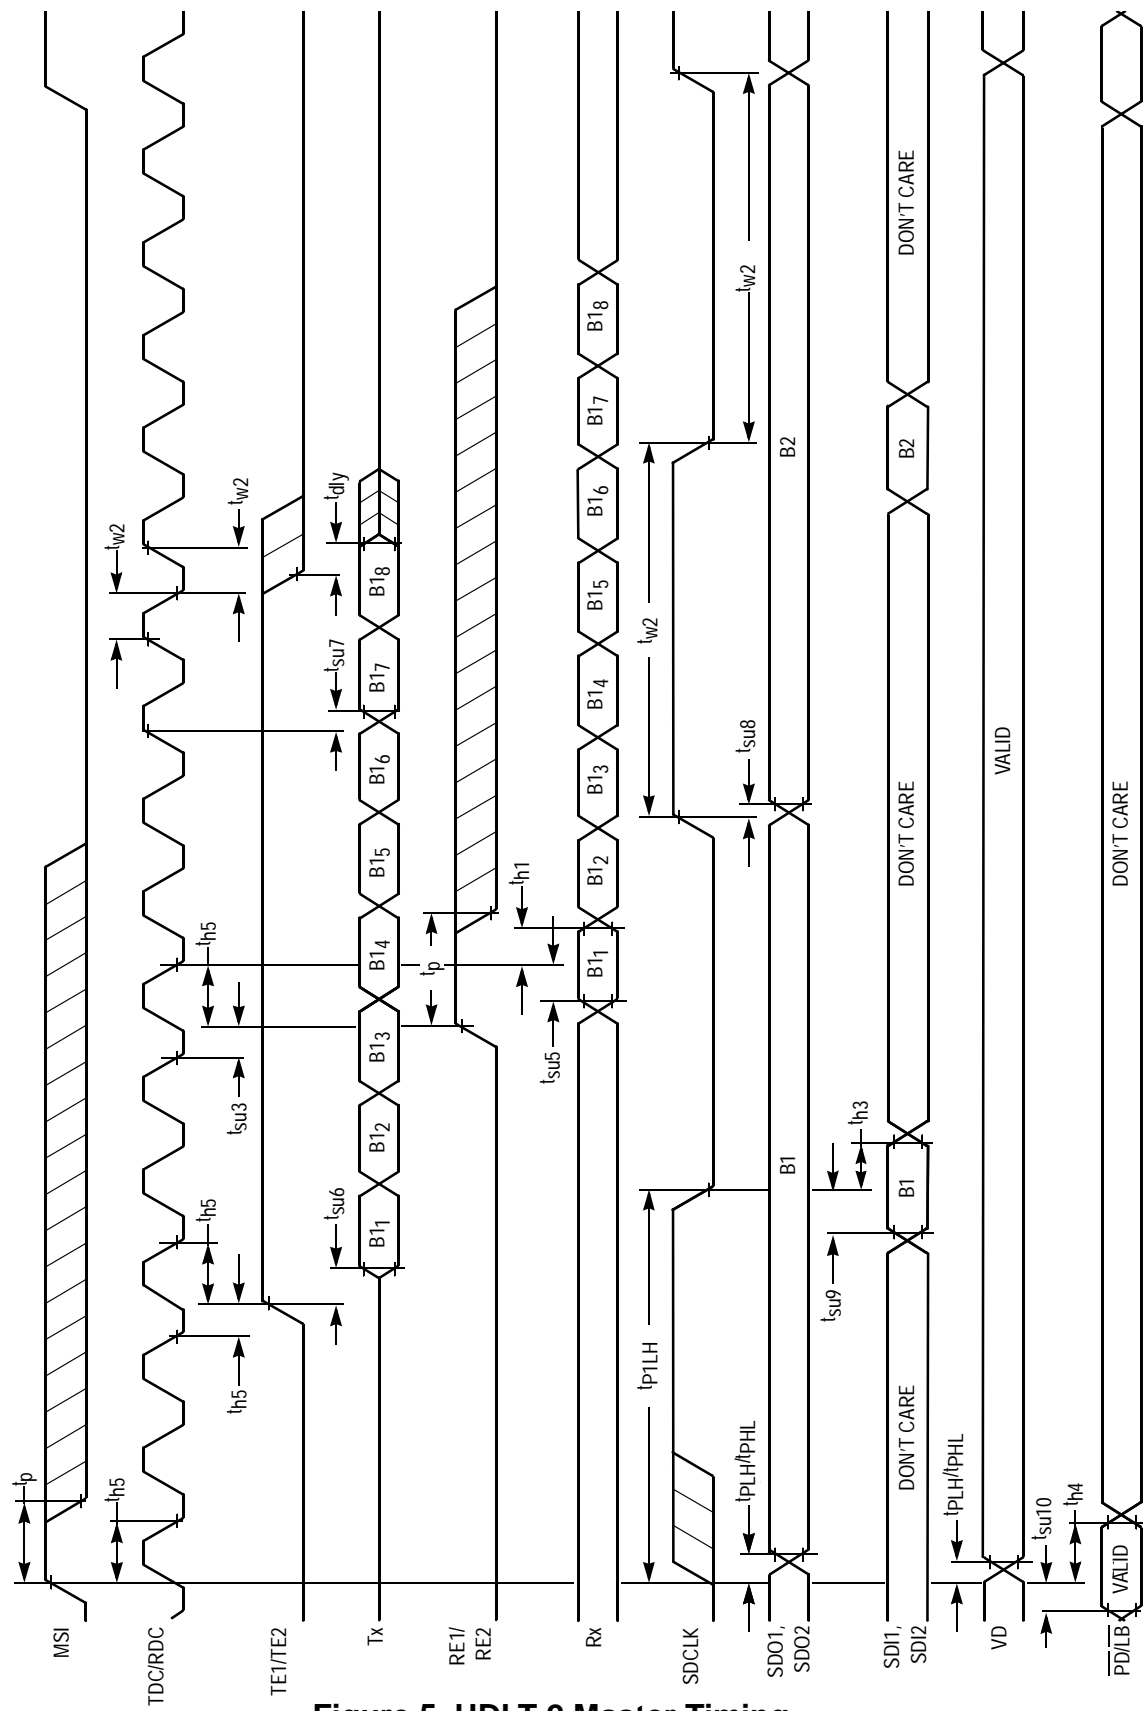 tp
MSI
th5 tw2
TDC/RDC
th5 th5
th5 tsu3 tw2
TE1/TE2
tsu6 tsu7 tdly
Tx B11 B12 B13 B14 B15 B16 B17 B18
tp
RE1/
RE2
th1
tsu5
Rx B11 B12 B13 B14 B15 B16 B17 B18
tP1LH tw2
SDCLK
tPLH/tPHL tsu8 tw2
SDO1,
SDO2
B1 B2
tsu9
th3
SDI1,
SDI2
DON'T CARE B1 DON'T CARE B2 DON'T CARE
tPLH/tPHL
VD VALID
tsu10
th4
PD/LB VALID DON'T CARE
Figure 5. UDLT-2 Master Timing